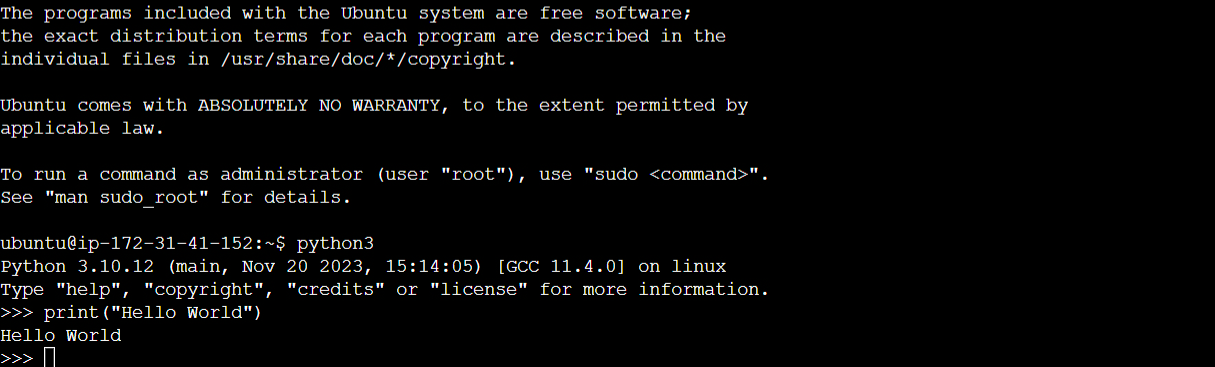 The programs included with the Ubuntu system are free software;
the exact distribution terms for each program are described in the
individual files in /usr/share/doc/*/copyright.

Ubuntu comes with ABSOLUTELY NO WARRANTY, to the extent permitted by
applicable law.

To run a command as administrator (user "root"), use "sudo <command>".
See "man sudo_root" for details.

ubuntu@ip-172-31-41-152:~$ python3
Python 3.10.12 (main, Nov 20 2023, 15:14:05) [GCC 11.4.0] on linux
Type "help", "copyright", "credits" or "license" for more information.
>>> print("Hello World")
Hello World
>>>